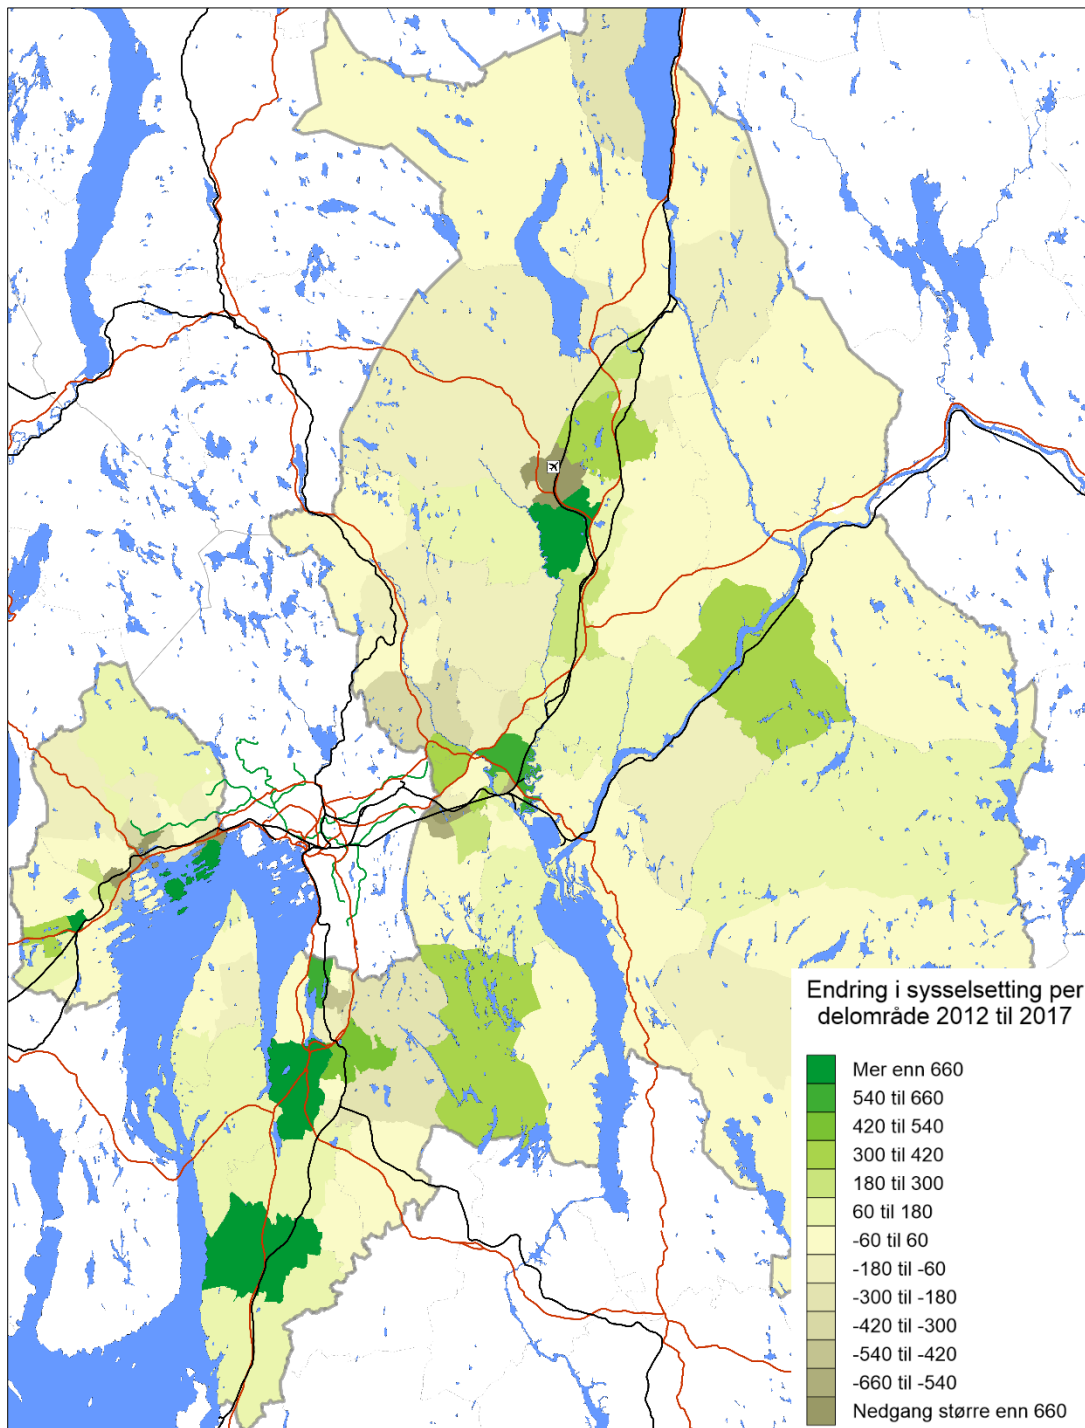 Endring i sysselsetting per
delområde 2012 til 2017
Mer enn 660
540 til 660
420 til 540
300 til 420
180 til 300
60 til 180
-60 til 60
-180 til -60
-300 til -180
-420 til -300
-540 til -420
-660 til -540
Nedgang større enn 660